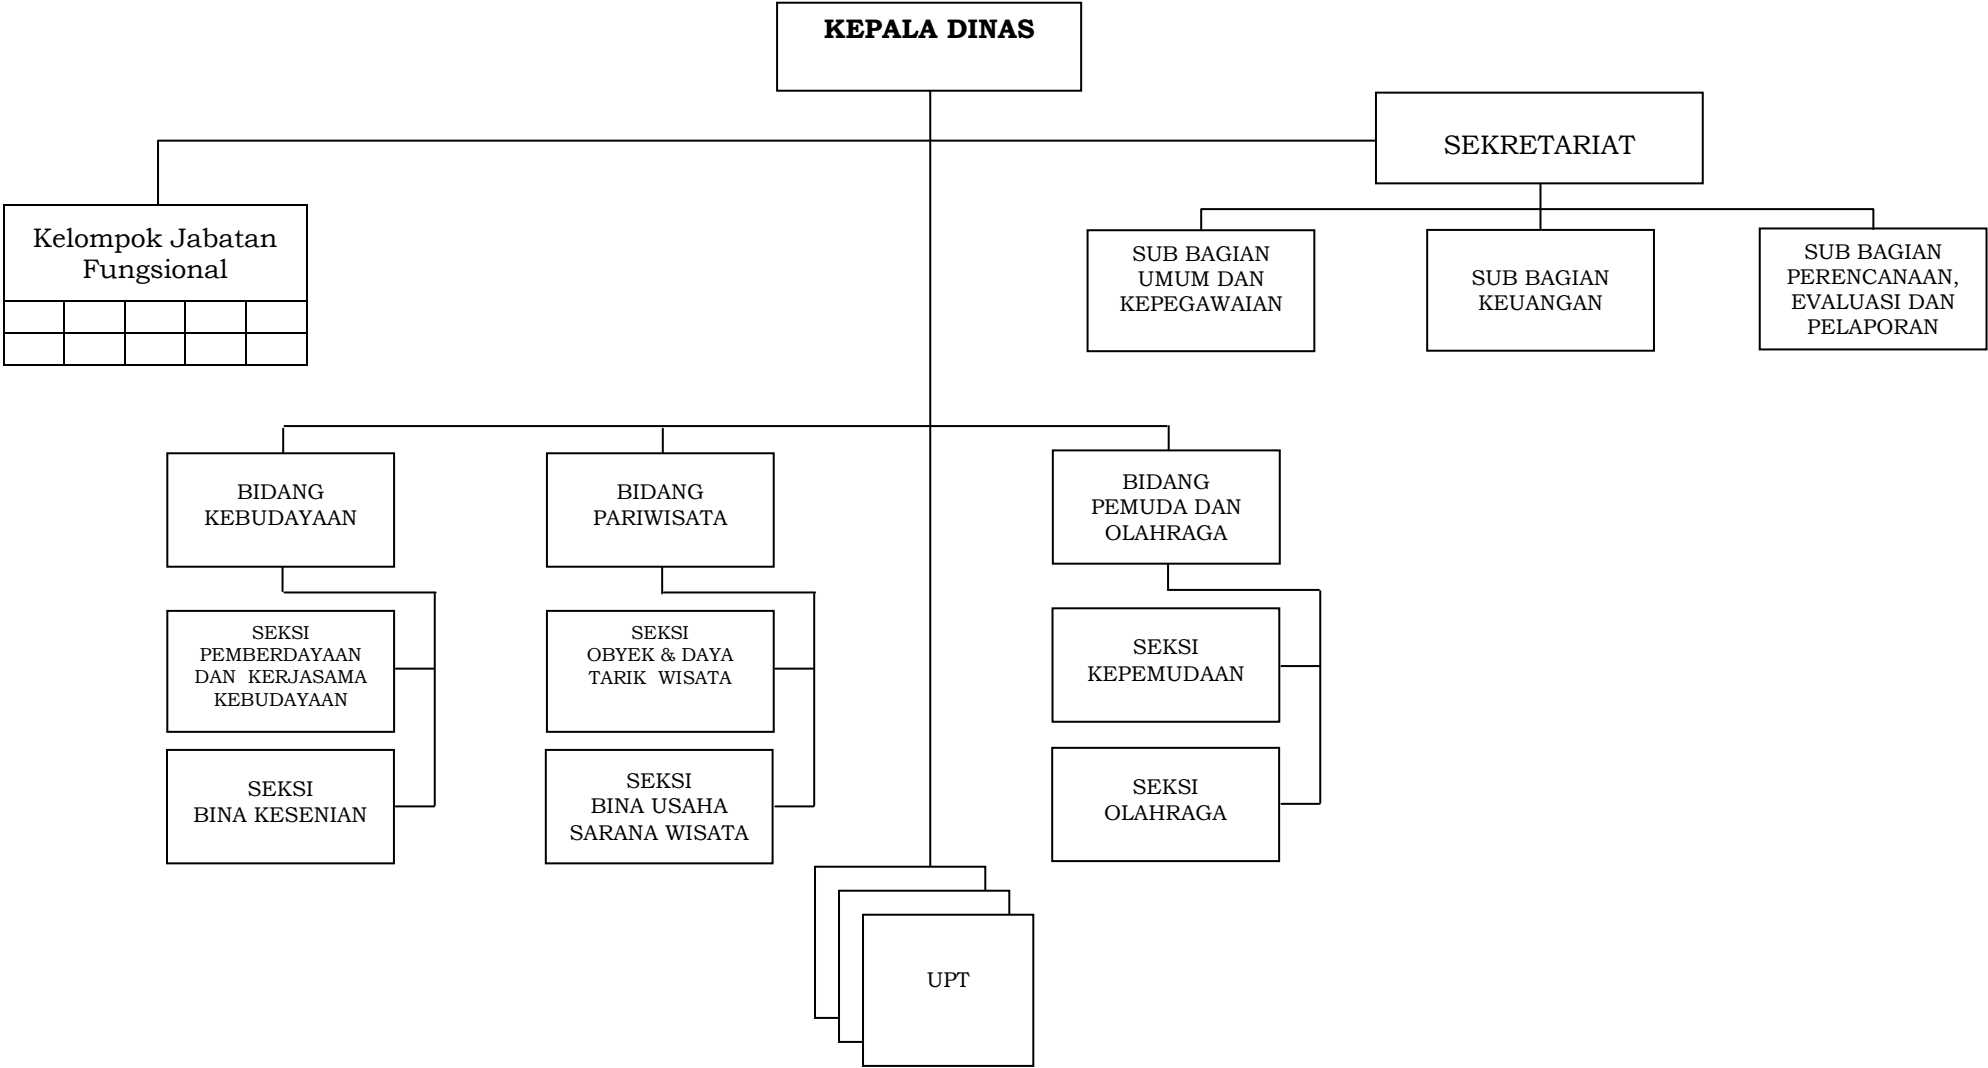 KEPALA DINAS
SEKRETARIAT
Kelompok Jabatan
Fungsional
SUB BAGIAN
UMUM DAN
KEPEGAWAIAN
SUB BAGIAN
KEUANGAN
SUB BAGIAN
PERENCANAAN,
EVALUASI DAN
PELAPORAN
BIDANG
KEBUDAYAAN
BIDANG
PARIWISATA
BIDANG
PEMUDA DAN
OLAHRAGA
SEKSI
PEMBERDAYAAN
DAN KERJASAMA
KEBUDAYAAN
SEKSI
OBYEK & DAYA
TARIK WISATA
SEKSI
KEPEMUDAAN
SEKSI
BINA KESENIAN
SEKSI
BINA USAHA
SARANA WISATA
SEKSI
OLAHRAGA
UPT